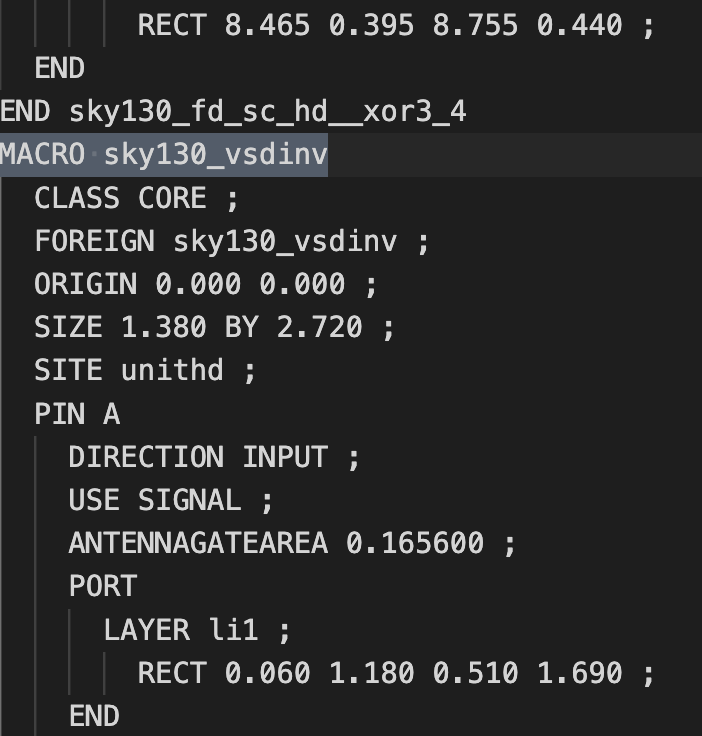 RECT 8.465 0.395 8.755 0.440 ;
END
END sky130_fd_sc_hd__xor3_4
MACRO sky130_vsdinv
CLASS CORE ;
FOREIGN sky130_vsdinv ;
ORIGIN 0.000 0.000 ;
SIZE 1.380 BY 2.720 ;
SITE unithd ;
PIN A
DIRECTION INPUT ;
USE SIGNAL ;
ANTENNAGATEAREA 0.165600 ;
PORT
LAYER li1 ;
RECT 0.060 1.180 0.510 1.690 ;
END